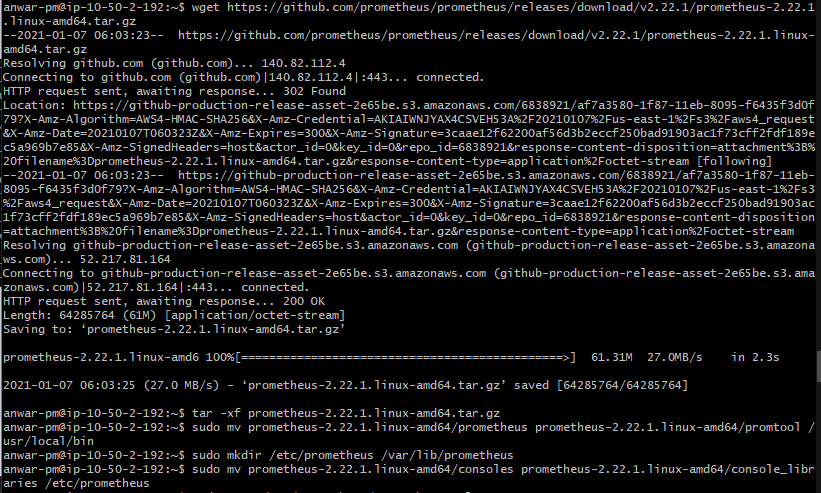 anwar-pm@ip-10-50-2-192:~$ wget https://github.com/prometheus/prometheus/releases/download/v2.22.1/prometheus-2.22.1
.linux-amd64.tar.gz
--2021-01-07 06:03:23--  https://github.com/prometheus/prometheus/releases/download/v2.22.1/prometheus-2.22.1.linux-
amd64.tar.gz
Resolving github.com (github.com)... 140.82.112.4
Connecting to github.com (github.com)|140.82.112.4|:443... connected.
HTTP request sent, awaiting response... 302 Found
Location: https://github-production-release-asset-2e65be.s3.amazonaws.com/6838921/af7a3580-1f87-11eb-8095-f6435f3d0f
79?X-Amz-Algorithm=AWS4-HMAC-SHA256&X-Amz-Credential=AKIAIWNJYAX4CSVEH53A%2F20210107%2Fus-east-1%2Fs3%2Faws4_request
&X-Amz-Date=20210107T060323Z&X-Amz-Expires=300&X-Amz-Signature=3caae12f62200af56d3b2eccf250bad91903ac1f73cff2fdf189e
c5a969b7e85&X-Amz-SignedHeaders=host&actor_id=0&key_id=0&repo_id=6838921&response-content-disposition=attachment%3B%
20filename%3Dprometheus-2.22.1.linux-amd64.tar.gz&response-content-type=application%2Foctet-stream [following]
--2021-01-07 06:03:23--  https://github-production-release-asset-2e65be.s3.amazonaws.com/6838921/af7a3580-1f87-11eb-
8095-f6435f3d0f79?X-Amz-Algorithm=AWS4-HMAC-SHA256&X-Amz-Credential=AKIAIWNJYAX4CSVEH53A%2F20210107%2Fus-east-1%2Fs3
%2Faws4_request&X-Amz-Date=20210107T060323Z&X-Amz-Expires=300&X-Amz-Signature=3caae12f62200af56d3b2eccf250bad91903ac
1f73cff2fdf189ec5a969b7e85&X-Amz-SignedHeaders=host&actor_id=0&key_id=0&repo_id=6838921&response-content-disposition
=attachment%3B%20filename%3Dprometheus-2.22.1.linux-amd64.tar.gz&response-content-type=application%2Foctet-stream
Resolving github-production-release-asset-2e65be.s3.amazonaws.com (github-production-release-asset-2e65be.s3.amazona
ws.com)... 52.217.81.164
Connecting to github-production-release-asset-2e65be.s3.amazonaws.com (github-production-release-asset-2e65be.s3.ama
zonaws.com)|52.217.81.164|:443... connected.
HTTP request sent, awaiting response... 200 OK
Length: 64285764 (61M) [application/octet-stream]
Saving to: ‘prometheus-2.22.1.linux-amd64.tar.gz’
prometheus-2.22.1.linux-amd6 100%[==============================================>]  61.31M  27.0MB/s    in 2.3s
2021-01-07 06:03:25 (27.0 MB/s) - ‘prometheus-2.22.1.linux-amd64.tar.gz’ saved [64285764/64285764]
anwar-pm@ip-10-50-2-192:~$ tar -xf prometheus-2.22.1.linux-amd64.tar.gz
anwar-pm@ip-10-50-2-192:~$ sudo mv prometheus-2.22.1.linux-amd64/prometheus prometheus-2.22.1.linux-amd64/promtool /
usr/local/bin
anwar-pm@ip-10-50-2-192:~$ sudo mkdir /etc/prometheus /var/lib/prometheus
anwar-pm@ip-10-50-2-192:~$ sudo mv prometheus-2.22.1.linux-amd64/consoles prometheus-2.22.1.linux-amd64/console_libr
aries /etc/prometheus